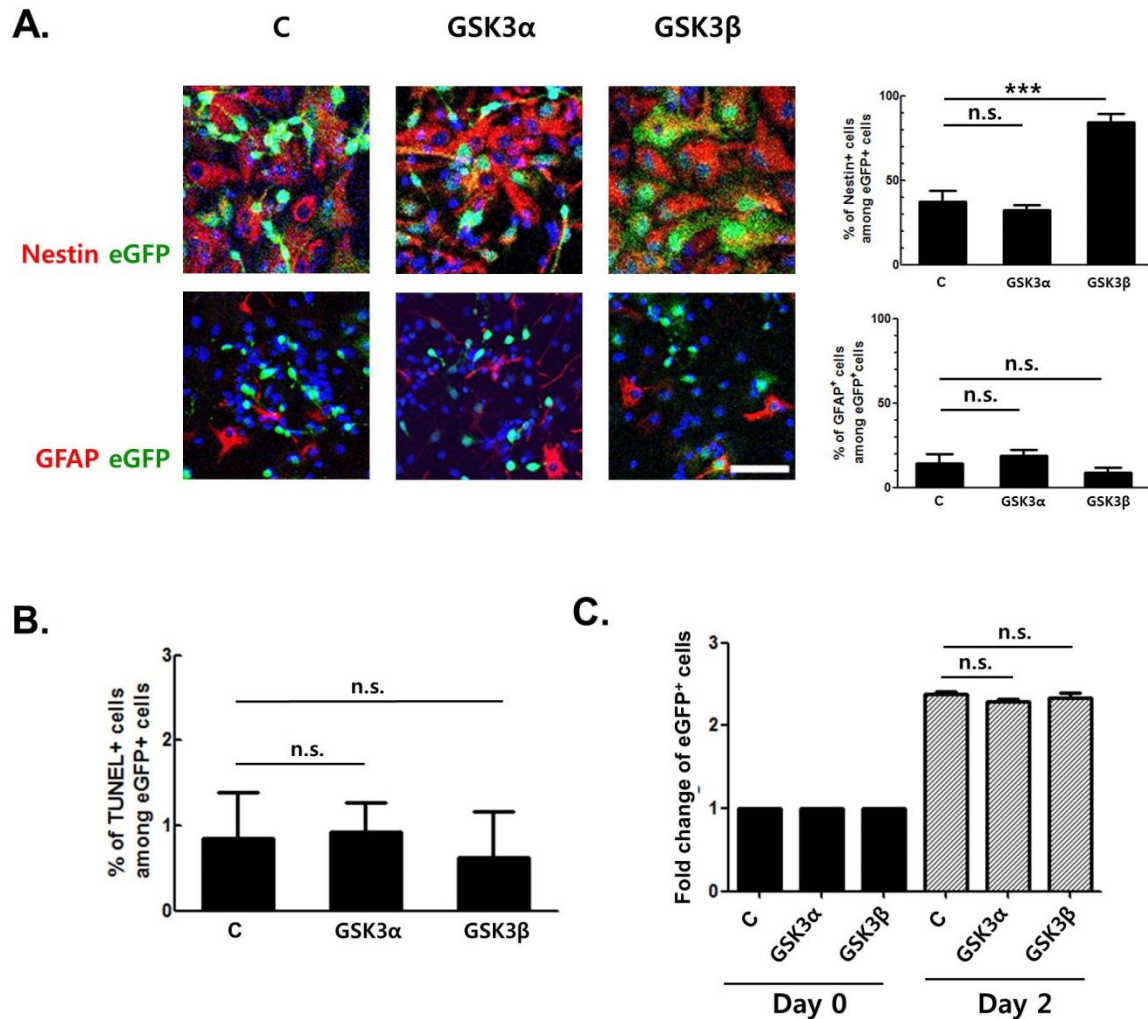 A.
C GSK3α GSK3β
Nestin eGFP
GFAP eGFP
% of Nestin+ cells
among eGFP+ cells
100
50
0
***
n.s.
C GSK3α GSK3β
% of GFAP⁺ cells
among eGFP⁺cells
100
50
0
n.s.
n.s.
C GSK3α GSK3β
B.
% of TUNEL+ cells
among eGFP+ cells
3
2
1
0
n.s.
n.s.
C GSK3α GSK3β
C.
Fold change of eGFP⁺ cells
3
2
1
0
n.s.
n.s.
C GSK3α GSK3β C GSK3α GSK3β
Day 0 Day 2